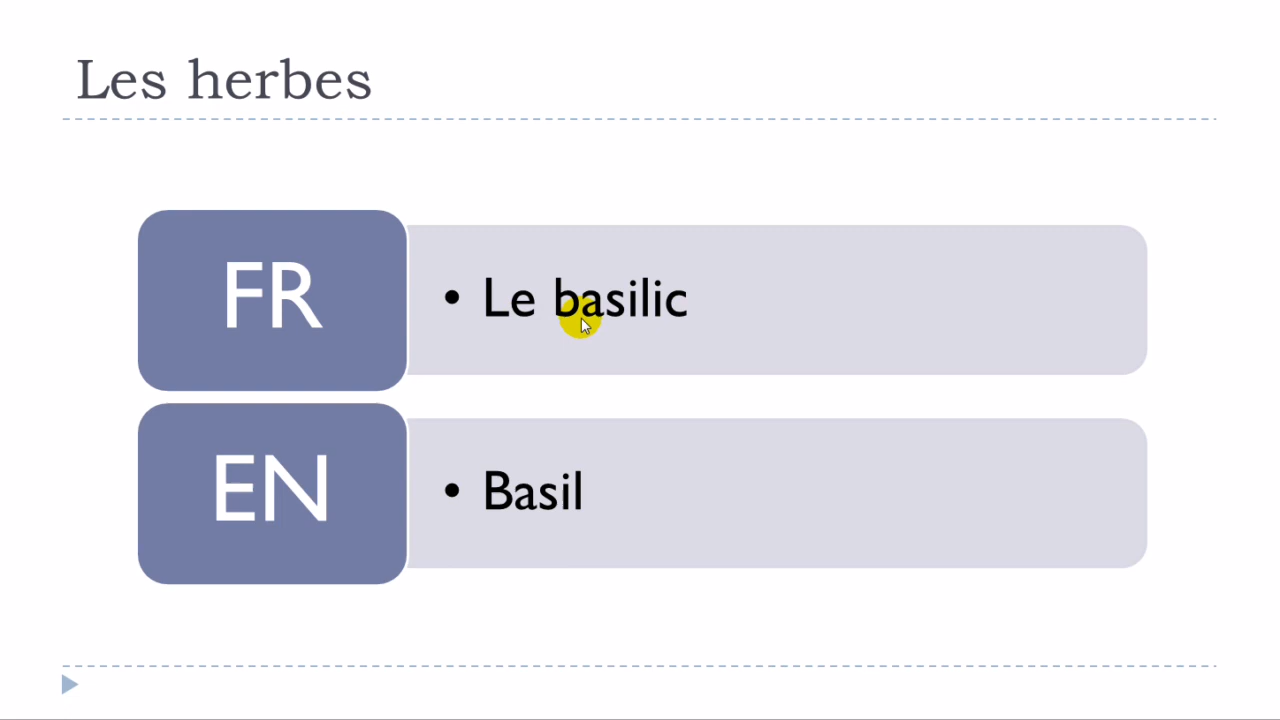 Les herbes
FR
• Le basilic
EN
• Basil